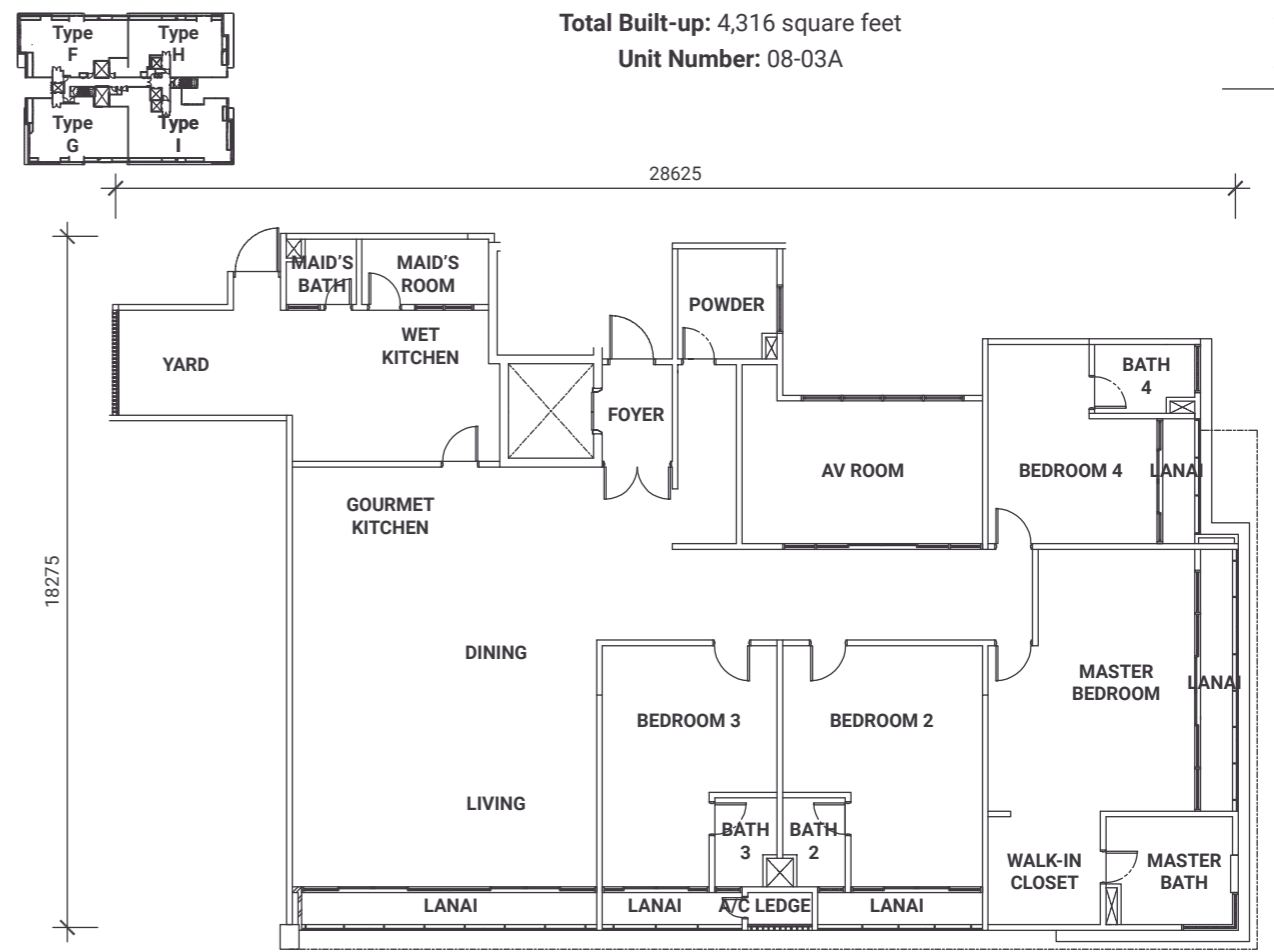 Type
F
Type
H
Type
G
Type
I
Total Built-up: 4,316 square feet
Unit Number: 08-03A
28625
18275
MAID'S
BATH
MAID'S
ROOM
POWDER
YARD
WET
KITCHEN
BATH
4
FOYER
AV ROOM
BEDROOM 4
LANAI
GOURMET
KITCHEN
DINING
MASTER
BEDROOM
LANAI
BEDROOM 3
BEDROOM 2
LIVING
BATH
3
BATH
2
WALK-IN
CLOSET
MASTER
BATH
LANAI
LANAI
A/C LEDGE
LANAI